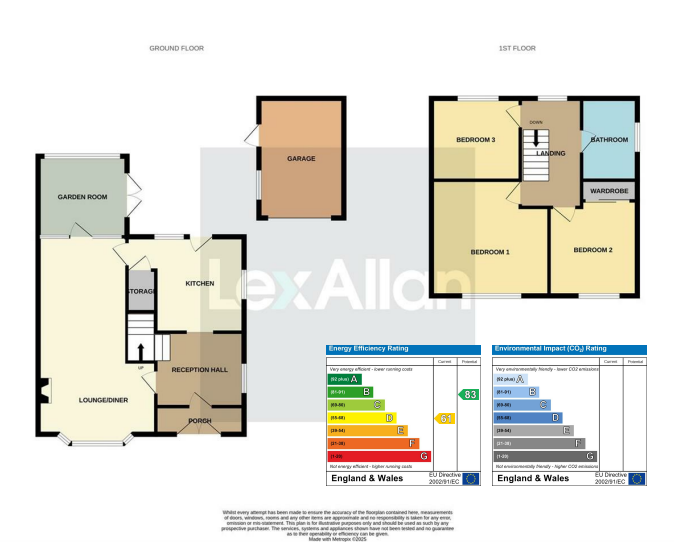 GROUND FLOOR
1ST FLOOR
GARAGE
BEDROOM 3
DOWN
LANDING
BATHROOM
WARDROBE
BEDROOM 1
BEDROOM 2
GARDEN ROOM
STORAGE
KITCHEN
UP
RECEPTION HALL
LOUNGE/DINER
PORCH
LexAllan
Energy Efficiency Rating
Current Potential
Very energy efficient - lower running costs
(92 plus) A
(81-91) B
(69-80) C
(55-68) D
(39-54) E
(21-38) F
(1-20) G
83
61
Not energy efficient - higher running costs
England & Wales
EU Directive
2002/91/EC
Environmental Impact (CO2) Rating
Current Potential
Very environmentally friendly - lower CO2 emissions
(92 plus) A
(81-91) B
(69-80) C
(55-68) D
(39-54) E
(21-38) F
(1-20) G
Not environmentally friendly - higher CO2 emissions
England & Wales
EU Directive
2002/91/EC
Whilst every attempt has been made to ensure the accuracy of the floorplan contained here, measurements
of doors, windows, rooms and any other items are approximate and no responsibility is taken for any error,
omission or mis-statement. This plan is for illustrative purposes only and should be used as such by any
prospective purchaser. The services, systems and appliances shown have not been tested and no guarantee
as to their operability or efficiency can be given.
Made with Metropix ©2025